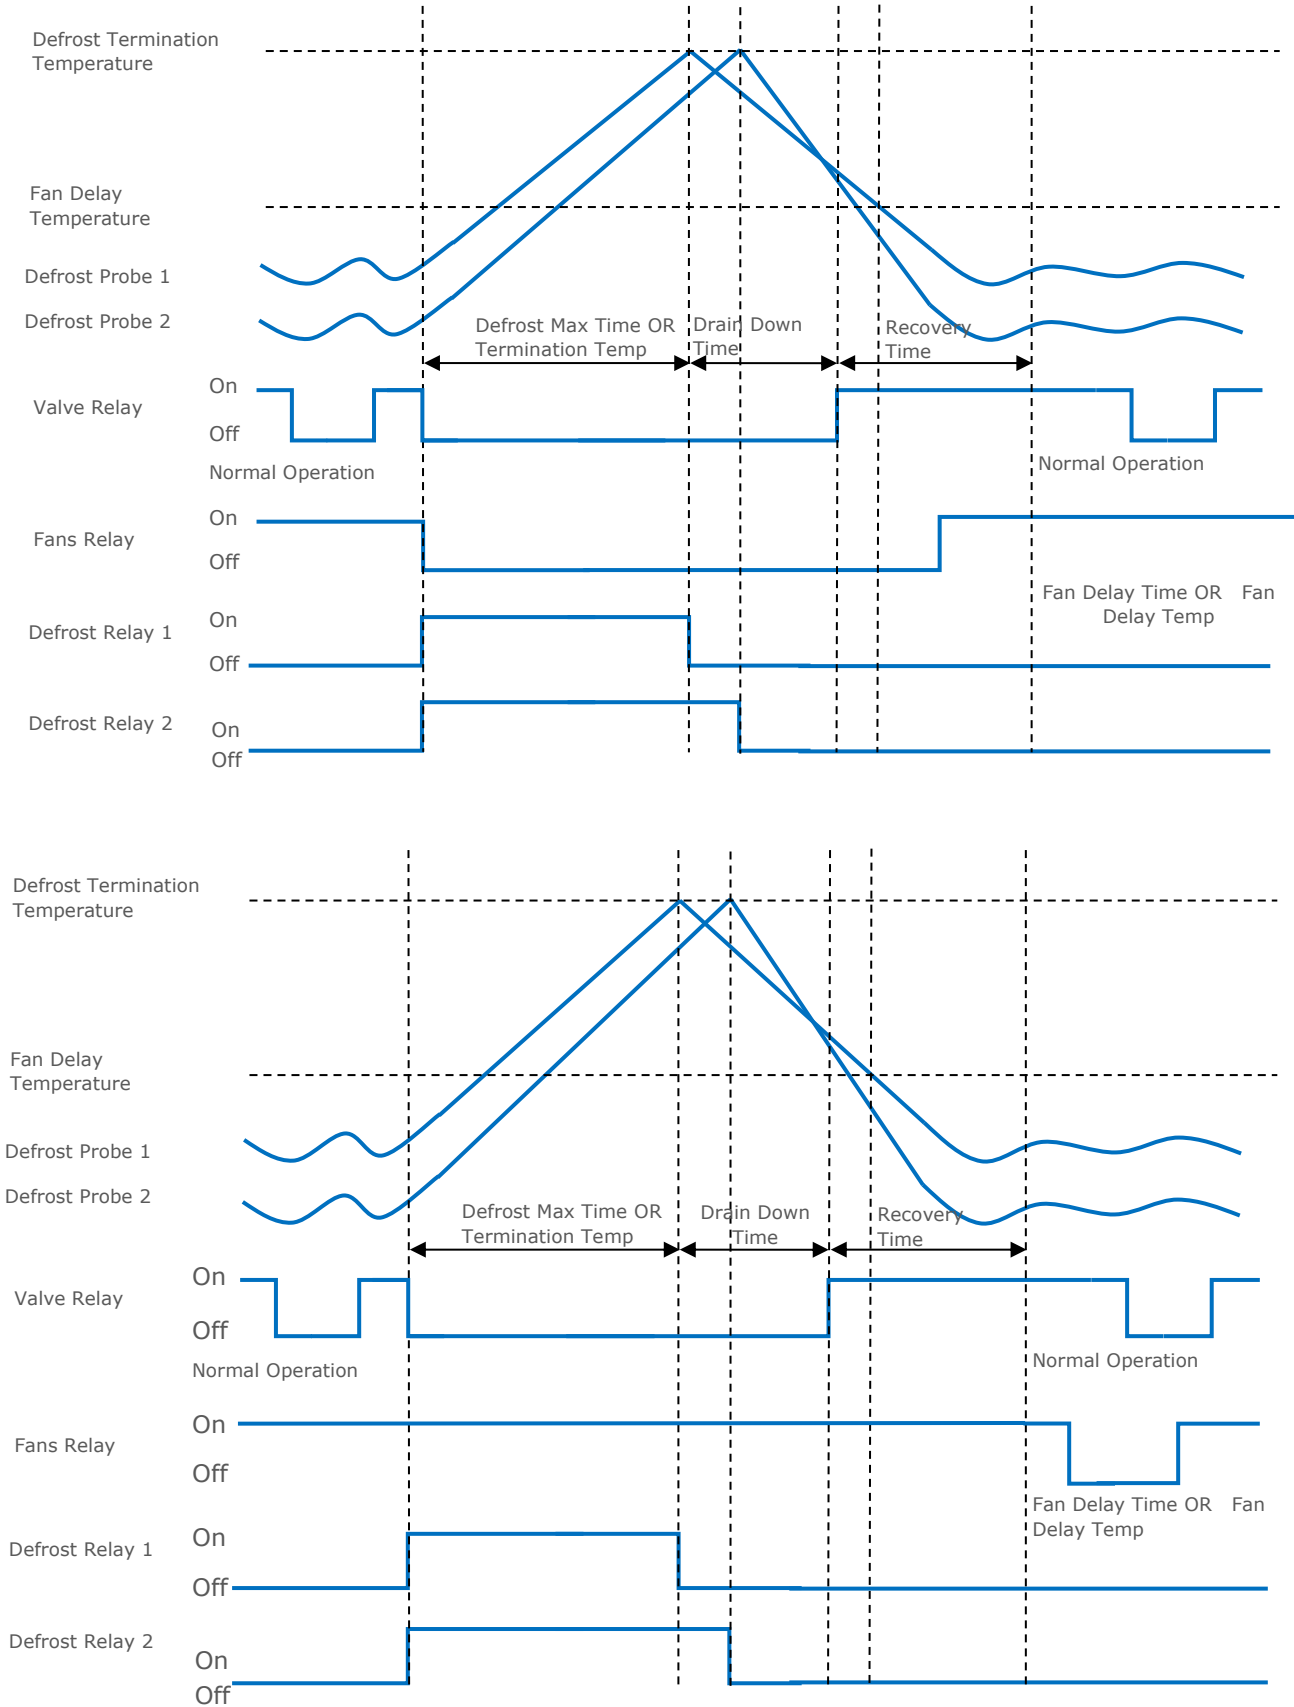 Defrost Termination
Temperature
Fan Delay
Temperature
Defrost Probe 1
Defrost Probe 2
Defrost Max Time OR
Termination Temp
Drain Down
Time
Recovery
Time
On
Valve Relay
Off
Normal Operation
Normal Operation
On
Fans Relay
Off
Fan Delay Time OR Fan
Delay Temp
On
Defrost Relay 1
Off
Defrost Relay 2
On
Off
Defrost Termination
Temperature
Fan Delay
Temperature
Defrost Probe 1
Defrost Probe 2
Defrost Max Time OR
Termination Temp
Drain Down
Time
Recovery
Time
On
Valve Relay
Off
Normal Operation
Normal Operation
On
Fans Relay
Off
Fan Delay Time OR Fan
Delay Temp
On
Defrost Relay 1
Off
Defrost Relay 2
On
Off